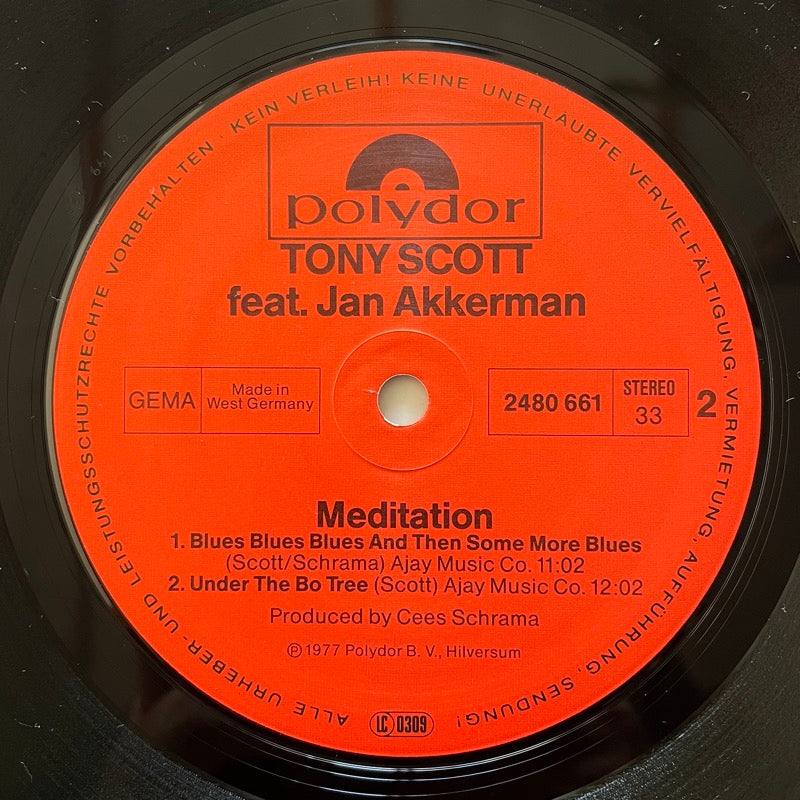 ALLE URHEBER- UND LEISTUNGSSCHUTZRECHTE VORBEHALTEN · KEIN VERLEIH! KEINE UNERLAUBTE VERVIELFÄLTIGUNG, VERMIETUNG, AUFFÜHRUNG, SENDUNG!
polydor
TONY SCOTT
feat. Jan Akkerman
GEMA
Made in
West Germany
2480 661
STEREO
33
2
Meditation
1. Blues Blues Blues And Then Some More Blues
(Scott/Schrama) Ajay Music Co. 11:02
2. Under The Bo Tree (Scott) Ajay Music Co. 12:02
Produced by Cees Schrama
℗ 1977 Polydor B. V., Hilversum
LC 0309